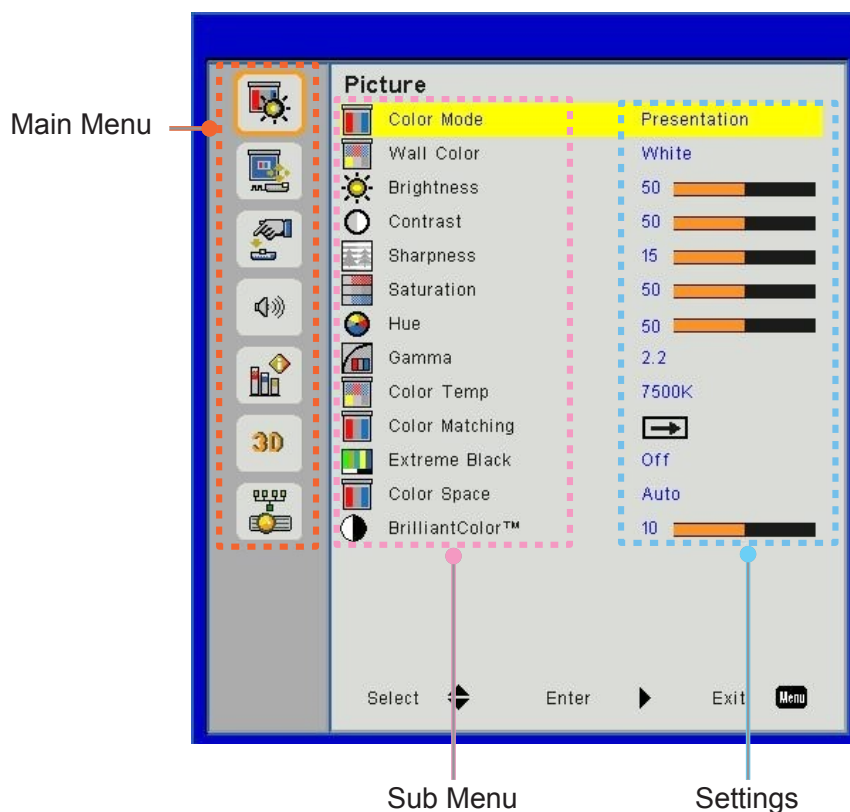 Picture
Main Menu
Color Mode Presentation
Wall Color White
Brightness 50
Contrast 50
Sharpness 15
Saturation 50
Hue 50
Gamma 2.2
3D
Color Temp 7500K
Color Matching
Extreme Black Off
Color Space Auto
BrilliantColor™ 10
Select Enter Exit Menu
Sub Menu Settings